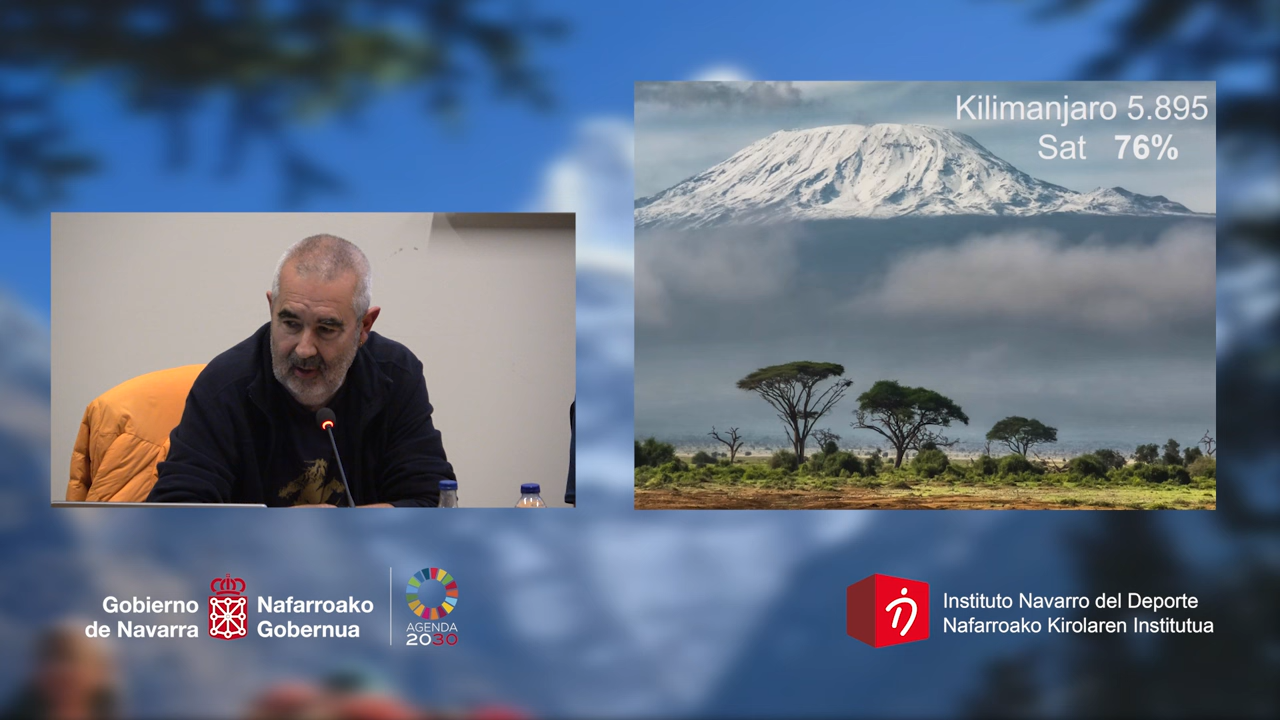 Kilimanjaro 5.895
Sat 76%
Gobierno
de Navarra
Nafarroako
Gobernua
AGENDA
2030
Instituto Navarro del Deporte
Nafarroako Kirolaren Institutua